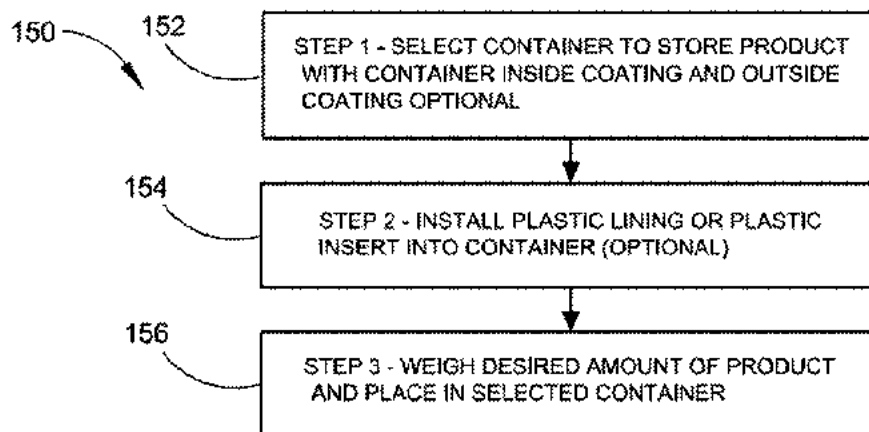 150
152
STEP 1 - SELECT CONTAINER TO STORE PRODUCT
WITH CONTAINER INSIDE COATING AND OUTSIDE
COATING OPTIONAL
154
STEP 2 - INSTALL PLASTIC LINING OR PLASTIC
INSERT INTO CONTAINER (OPTIONAL)
156
STEP 3 - WEIGH DESIRED AMOUNT OF PRODUCT
AND PLACE IN SELECTED CONTAINER